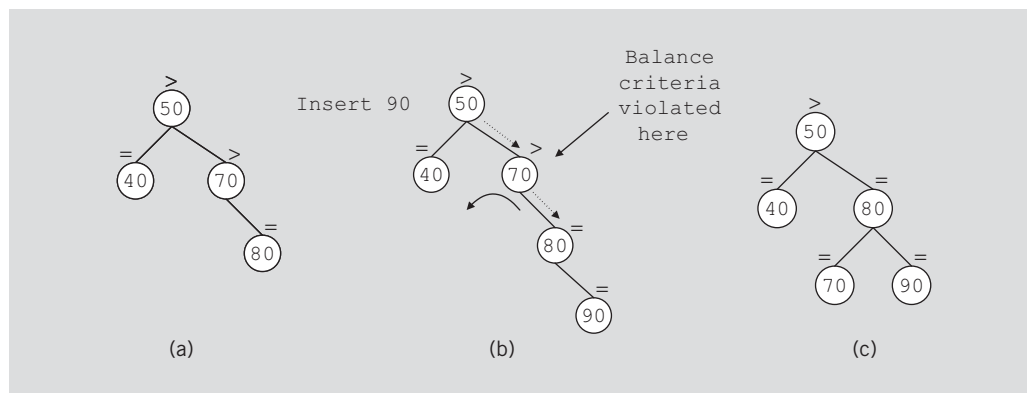 >
50
= >
40 70
=
80
(a)
Insert 90
>
50
= >
40 70
=
80
=
90
(b)
Balance
criteria
violated
here
>
50
= =
40 80
= =
70 90
(c)